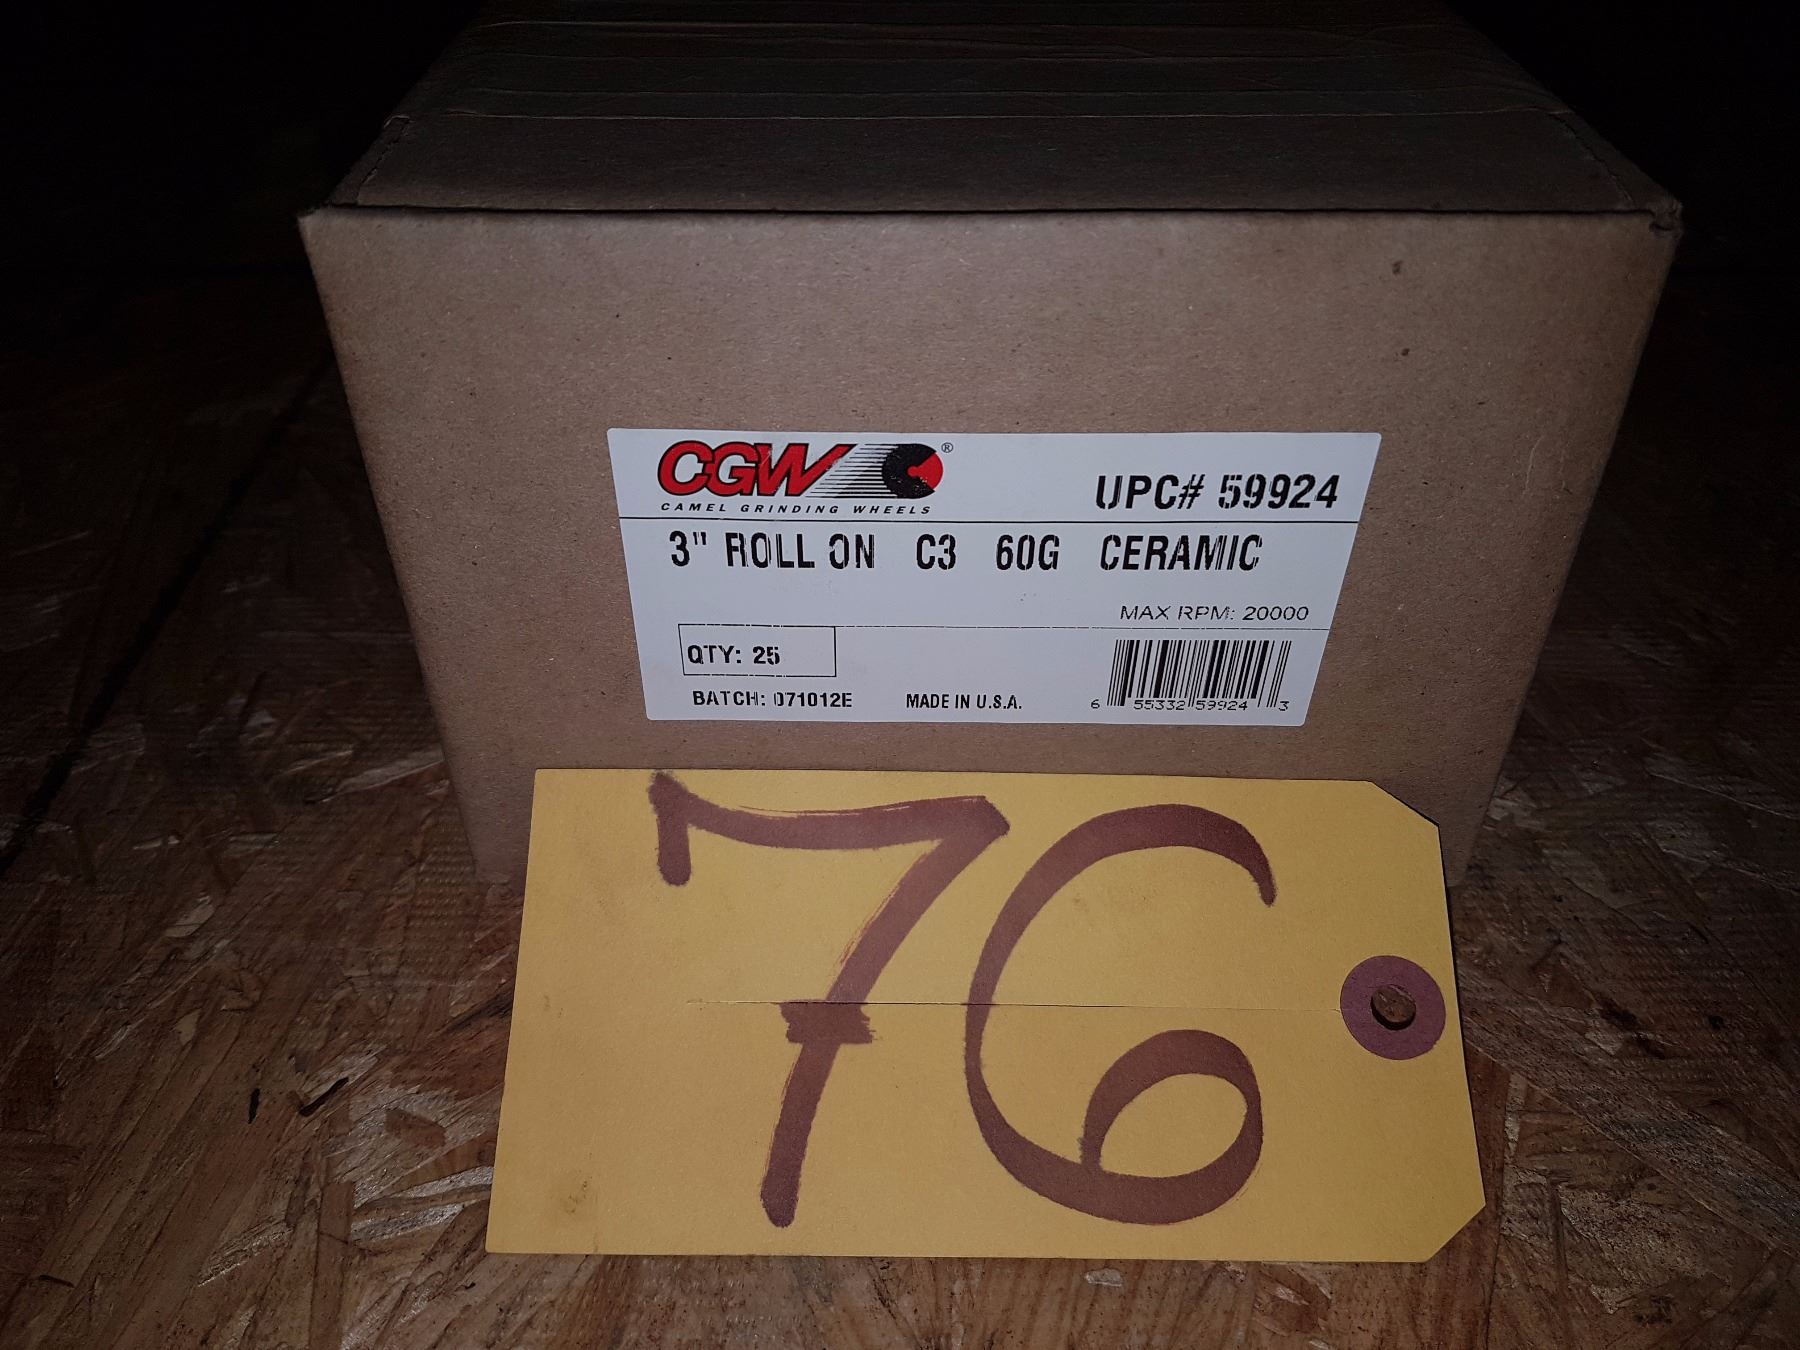 CGW ®
CAMEL GRINDING WHEELS
UPC# 59924
3" ROLL ON C3 60G CERAMIC
MAX RPM: 20000
QTY: 25
BATCH: 071012E MADE IN U.S.A.
6 55332 59924 3
76